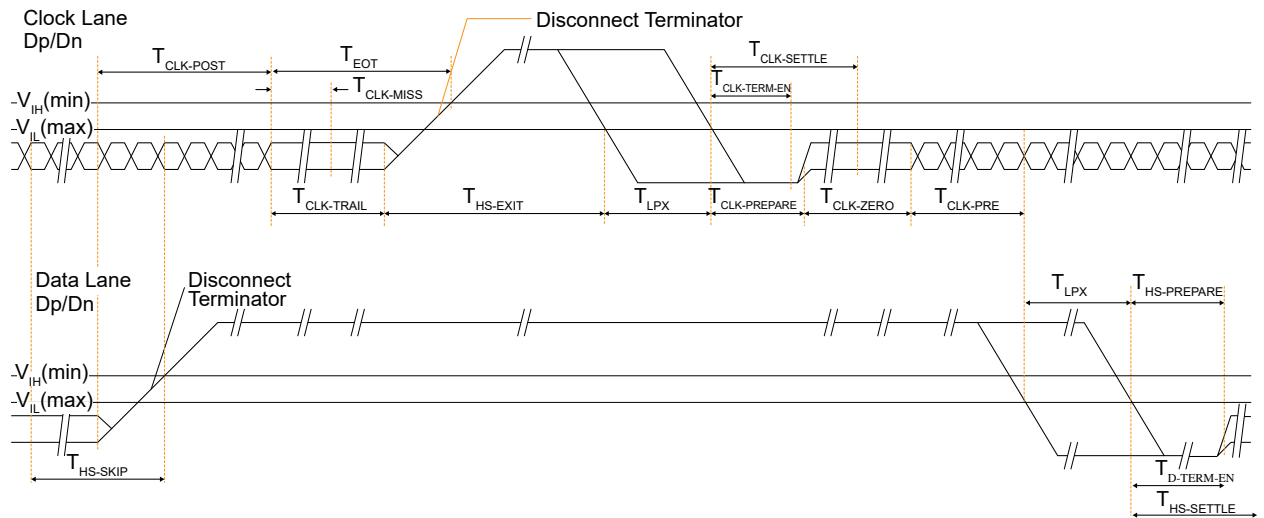 Clock Lane
Dp/Dn
Disconnect Terminator
TCLK-POST
TEOT
TCLK-SETTLE
TCLK-MISS
TCLK-TERM-EN
VIH(min)
VIL(max)
TCLK-TRAIL
THS-EXIT
TLPX
TCLK-PREPARE
TCLK-ZERO
TCLK-PRE
Data Lane
Dp/Dn
Disconnect
Terminator
TLPX
THS-PREPARE
VIH(min)
VIL(max)
THS-SKIP
TD-TERM-EN
THS-SETTLE